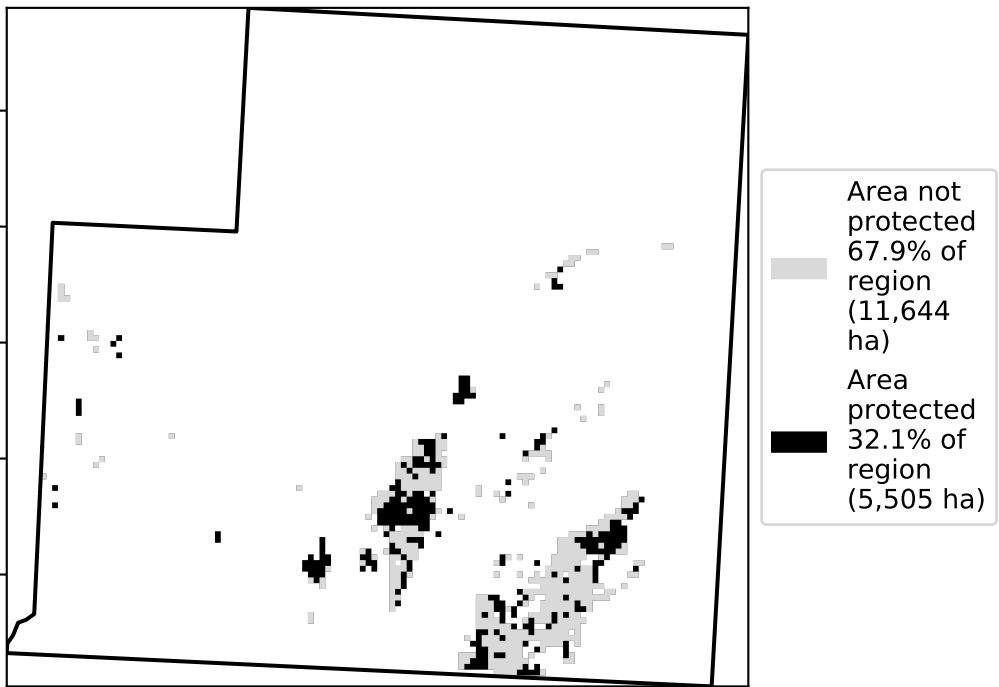 Area not
protected
67.9% of
region
(11,644
ha)
Area
protected
32.1% of
region
(5,505 ha)